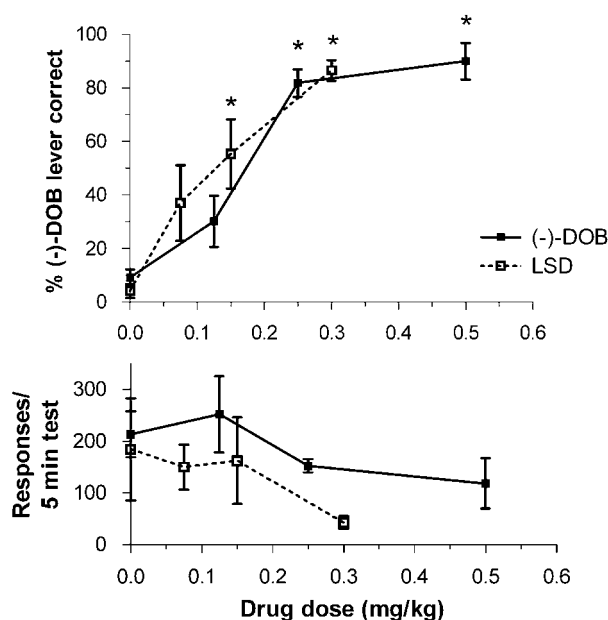 % (-)-DOB lever correct
100
80
60
40
20
0
* * * *
0.0 0.1 0.2 0.3 0.4 0.5 0.6
(-)-DOB
LSD
Responses/
5 min test
300
200
100
0
0.0 0.1 0.2 0.3 0.4 0.5 0.6
Drug dose (mg/kg)